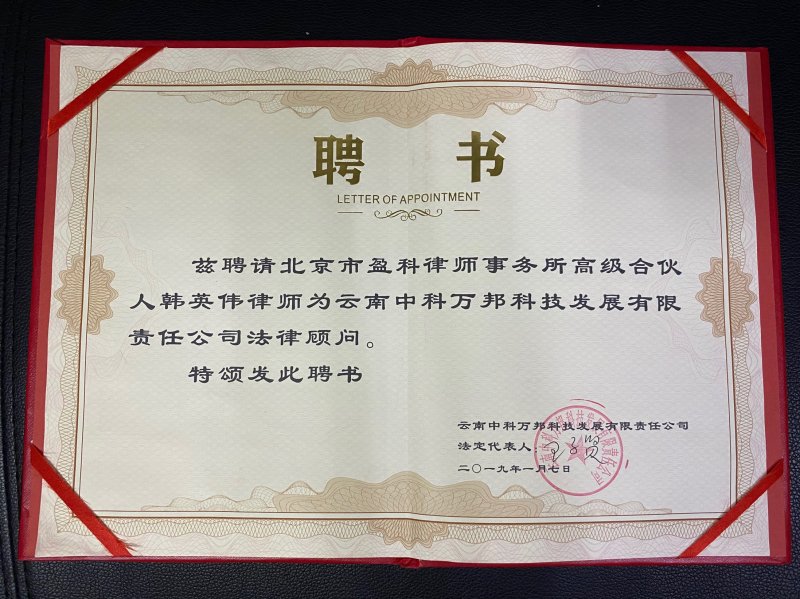 聘 书
LETTER OF APPOINTMENT
兹聘请北京市盈科律师事务所高级合伙
人韩英伟律师为云南中科万邦科技发展有限
责任公司法律顾问。
特颁发此聘书
云南中科万邦科技发展有限责任公司
法定代表人:
二〇一九年一月七日